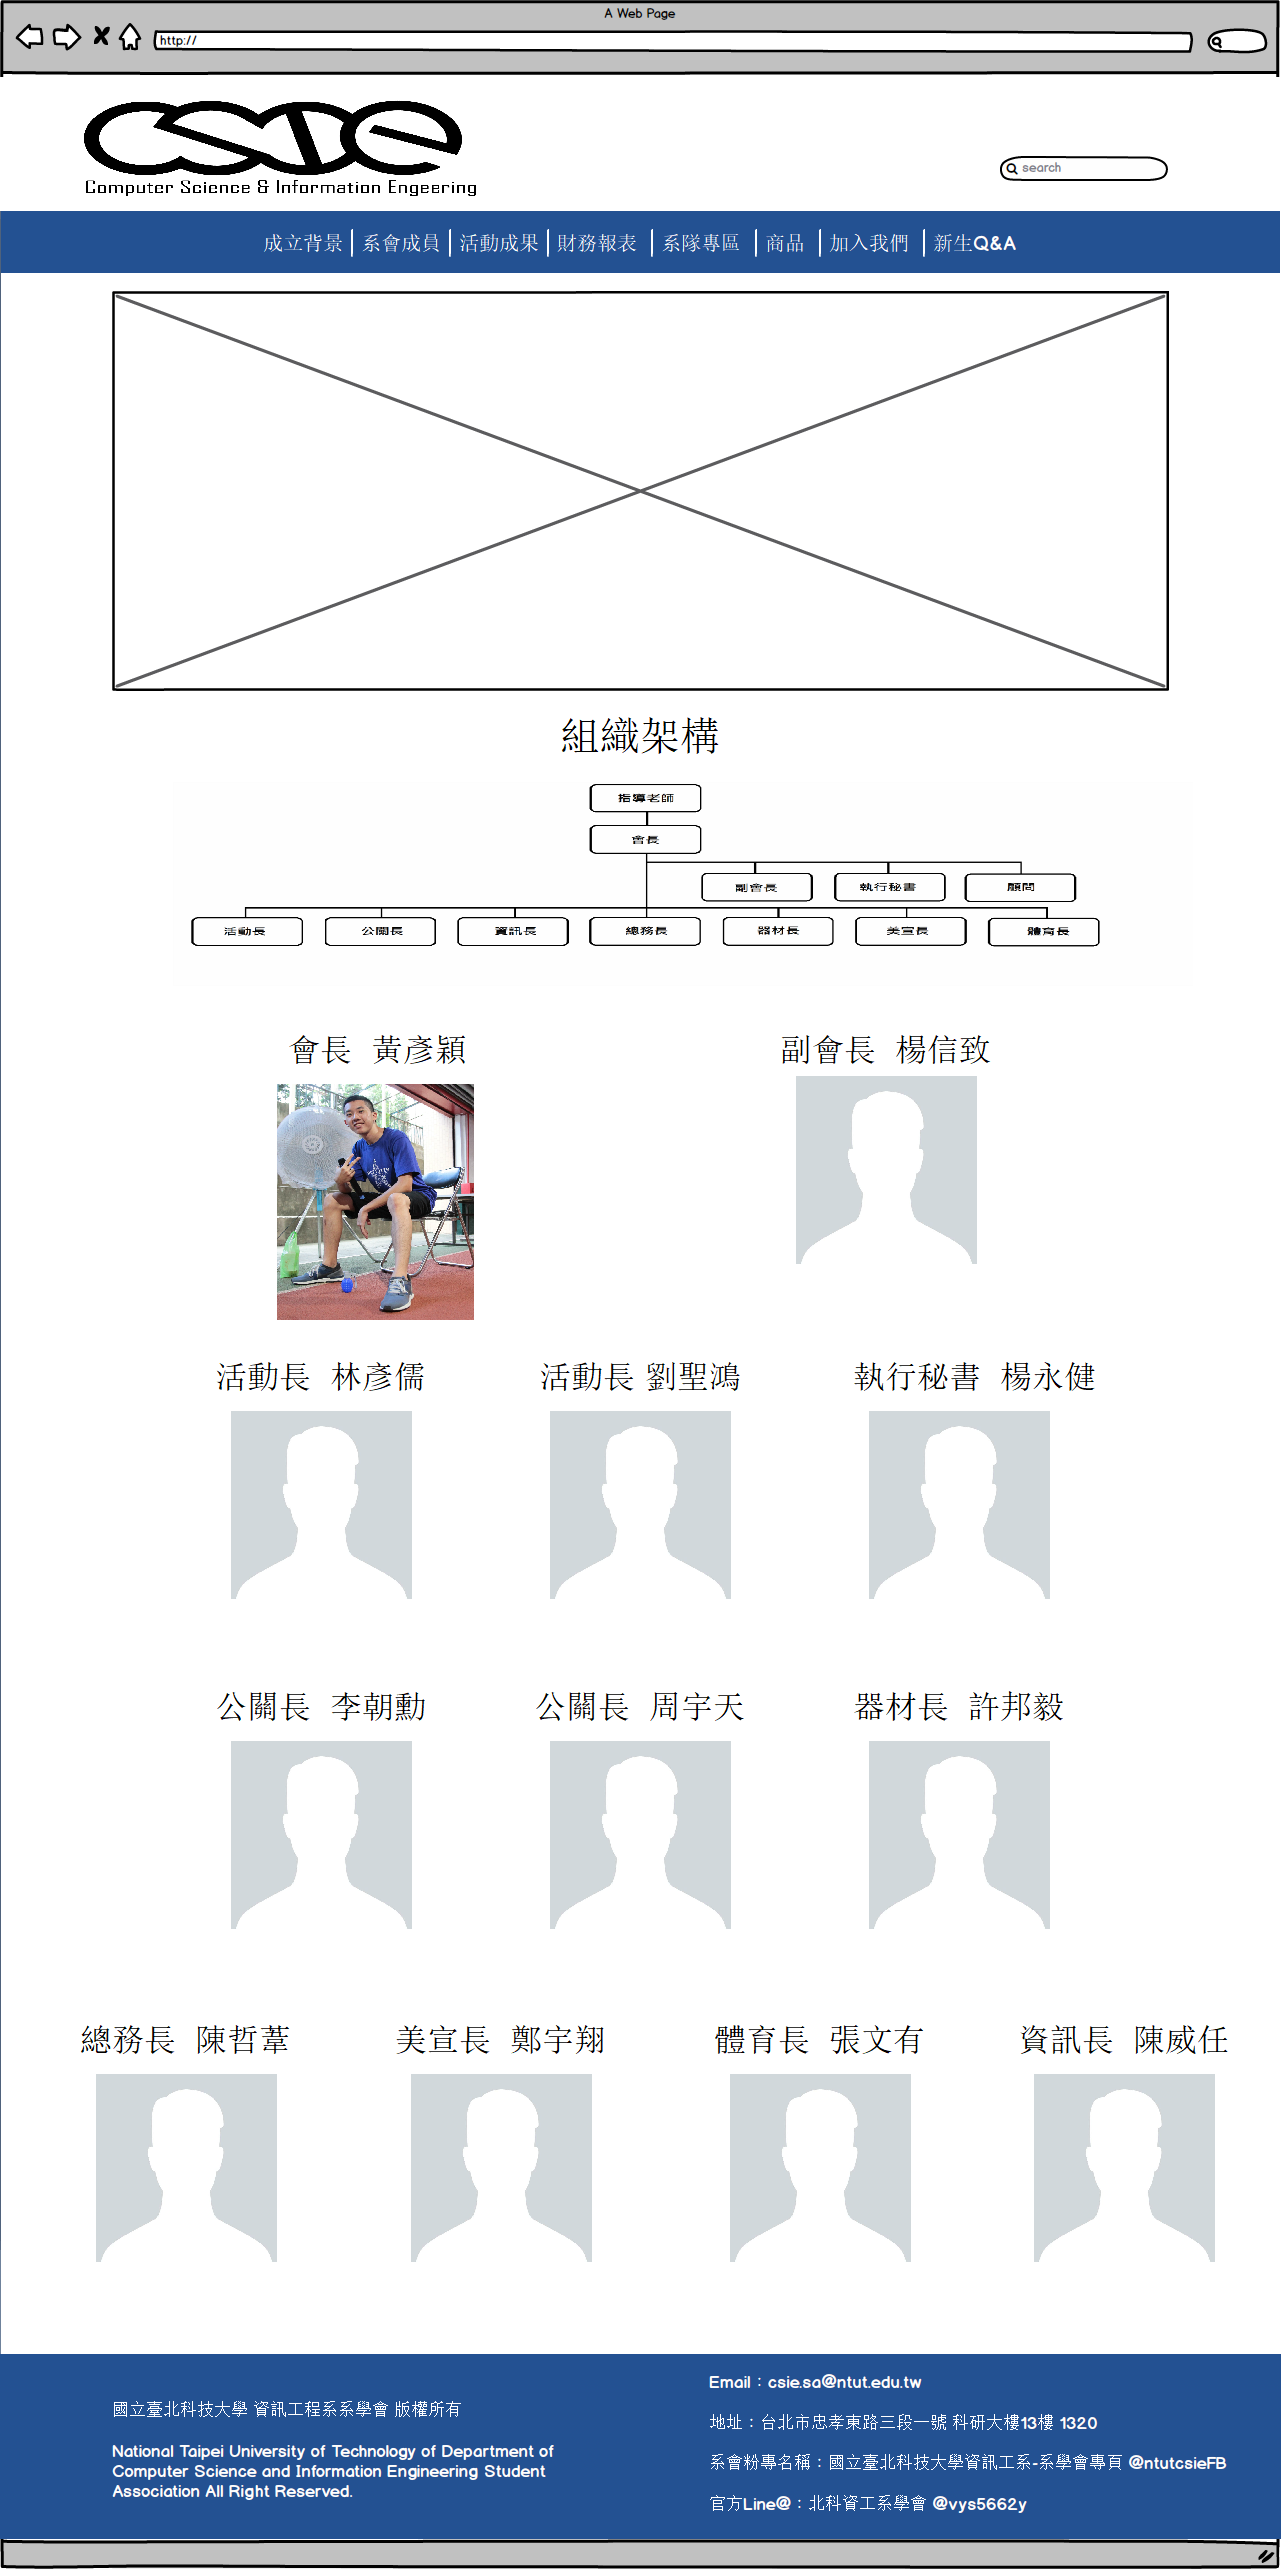 A Web Page
http://
csie
Computer Science & Information Engeering
search
成立背景 系會成員 活動成果 財務報表 系隊專區 商品 加入我們 新生Q&A
組織架構
指導老師
會長
副會長 執行秘書 顧問
活動長 公關長 資訊長 總務長 器材長 美宣長 體育長
會長 黃彥穎 副會長 楊信致
活動長 林彥儒 活動長 劉聖鴻 執行秘書 楊永健
公關長 李朝勳 公關長 周宇天 器材長 許邦毅
總務長 陳哲葦 美宣長 鄭宇翔 體育長 張文有 資訊長 陳威任
國立臺北科技大學 資訊工程系系學會 版權所有
National Taipei University of Technology of Department of
Computer Science and Information Engineering Student
Association All Right Reserved.
Email：csie.sa@ntut.edu.tw
地址：台北市忠孝東路三段一號 科研大樓13樓 1320
系會粉專名稱：國立臺北科技大學資訊工系-系學會專頁 @ntutcsieFB
官方Line@：北科資工系學會 @vys5662y